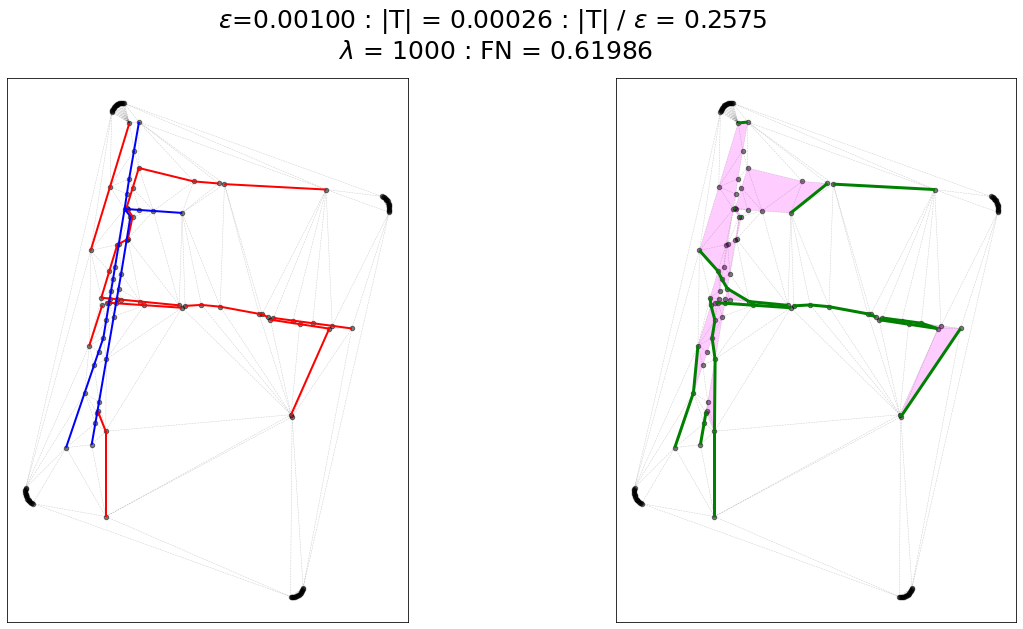 ε=0.00100 : |T| = 0.00026 : |T| / ε = 0.2575
λ = 1000 : FN = 0.61986